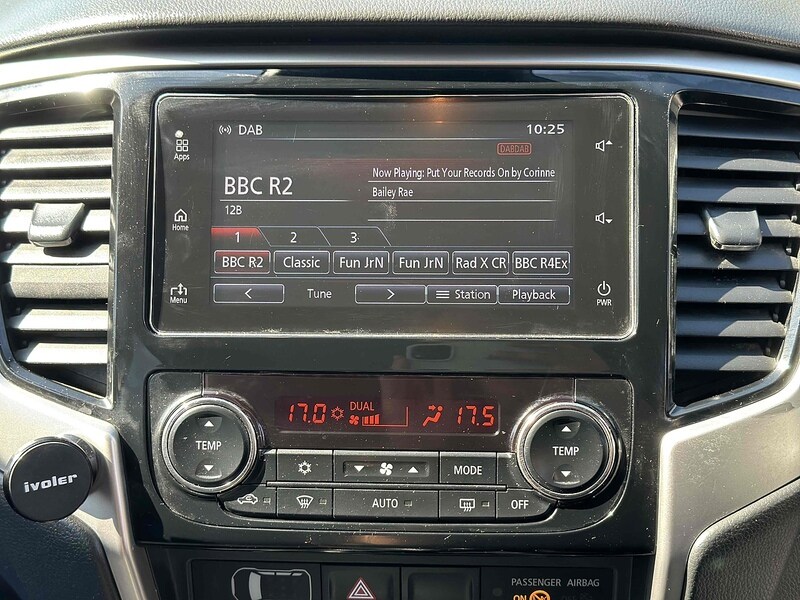 DAB
10:25
DABDAB
Apps
BBC R2
Now Playing: Put Your Records On by Corinne
Bailey Rae
12B
Home
1 2 3
BBC R2 Classic Fun JrN Fun JrN Rad X CR BBC R4Ex
Menu
< Tune > Station Playback
PWR
17.0 DUAL 17.5
TEMP
TEMP
MODE
AUTO
OFF
ivoler
PASSENGER AIRBAG
ON